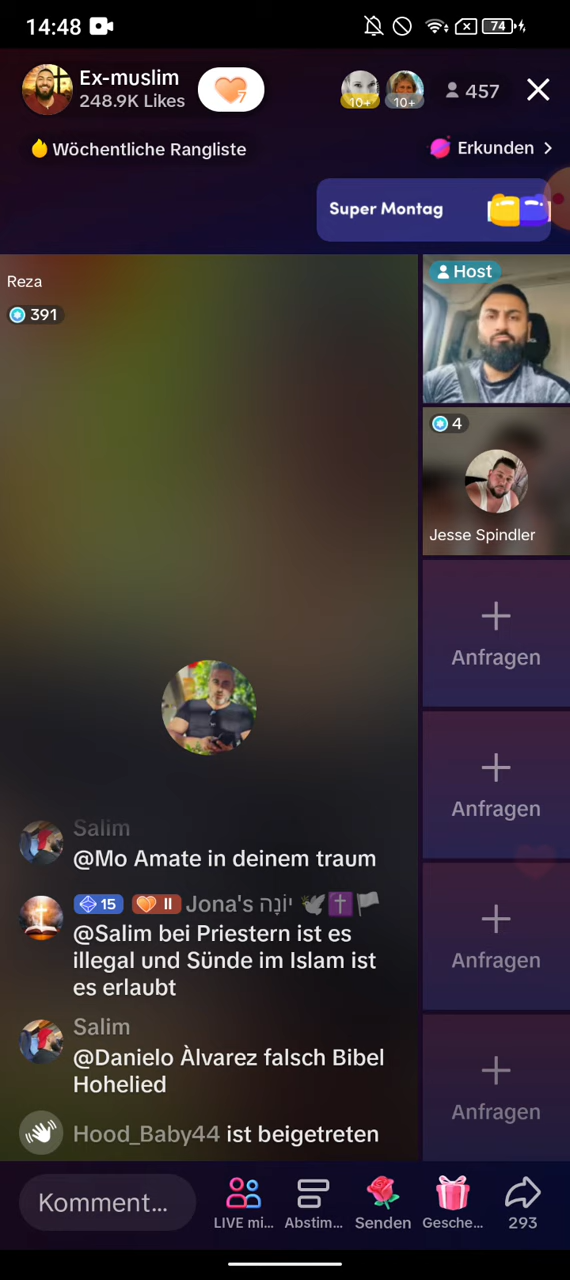 14:48
74
Ex-muslim
248.9K Likes
7
10+
10+
457
Wöchentliche Rangliste
Erkunden
Super Montag
Reza
391
Host
4
Jesse Spindler
Anfragen
Anfragen
Anfragen
Anfragen
Salim
@Mo Amate in deinem traum
15 II Jona's יוֹנָה 🕊️✝️🏳️
@Salim bei Priestern ist es
illegal und Sünde im Islam ist
es erlaubt
Salim
@Danielo Àlvarez falsch Bibel
Hohelied
Hood_Baby44 ist beigetreten
Komment...
LIVE mi...
Abstim...
Senden
Gesche...
293